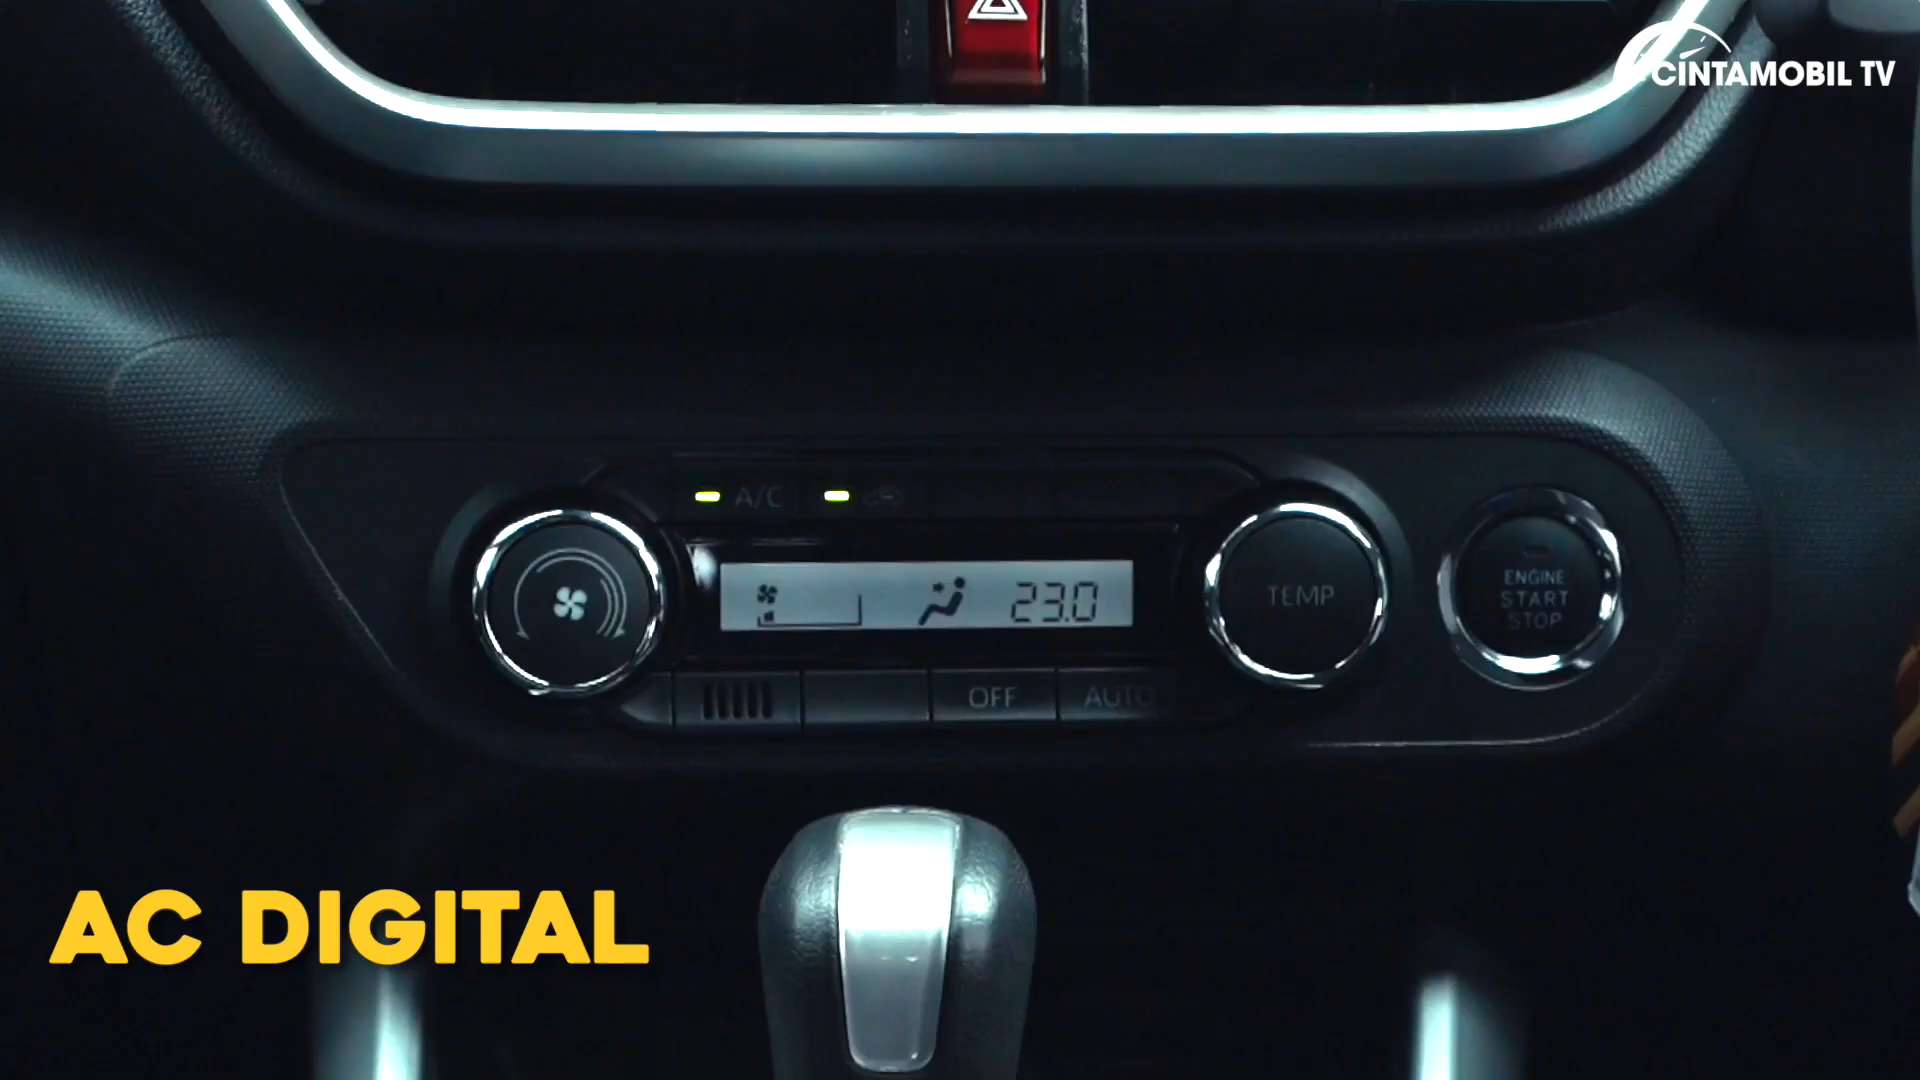 CINTAMOBIL TV
A/C
23.0
TEMP
ENGINE
START
STOP
OFF
AUTO
AC DIGITAL